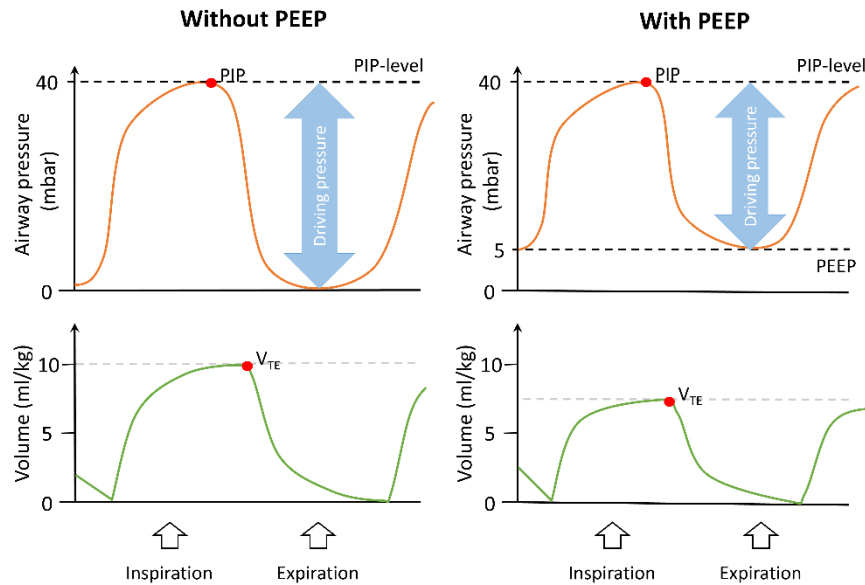 Without PEEP
With PEEP
PIP-level
PIP
40
Airway pressure
(mbar)
Driving pressure
0
PIP-level
PIP
40
Airway pressure
(mbar)
Driving pressure
5
PEEP
0
Volume (ml/kg)
10
VTE
5
0
Volume (ml/kg)
10
VTE
5
0
Inspiration
Expiration
Inspiration
Expiration